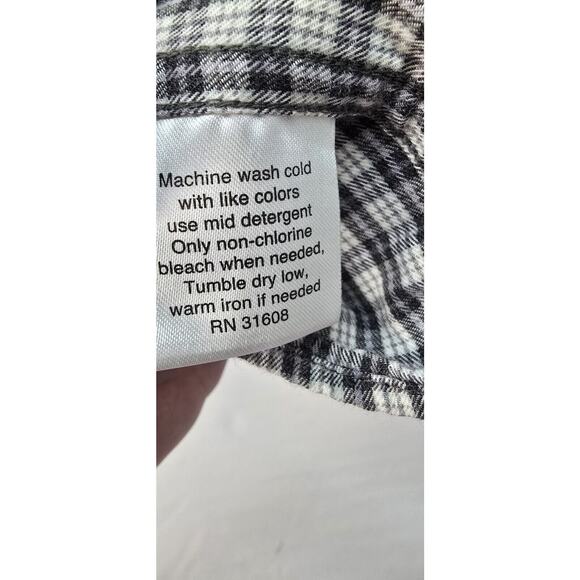 Machine wash cold
with like colors
use mid detergent
Only non-chlorine
bleach when needed,
Tumble dry low,
warm iron if needed
RN 31608